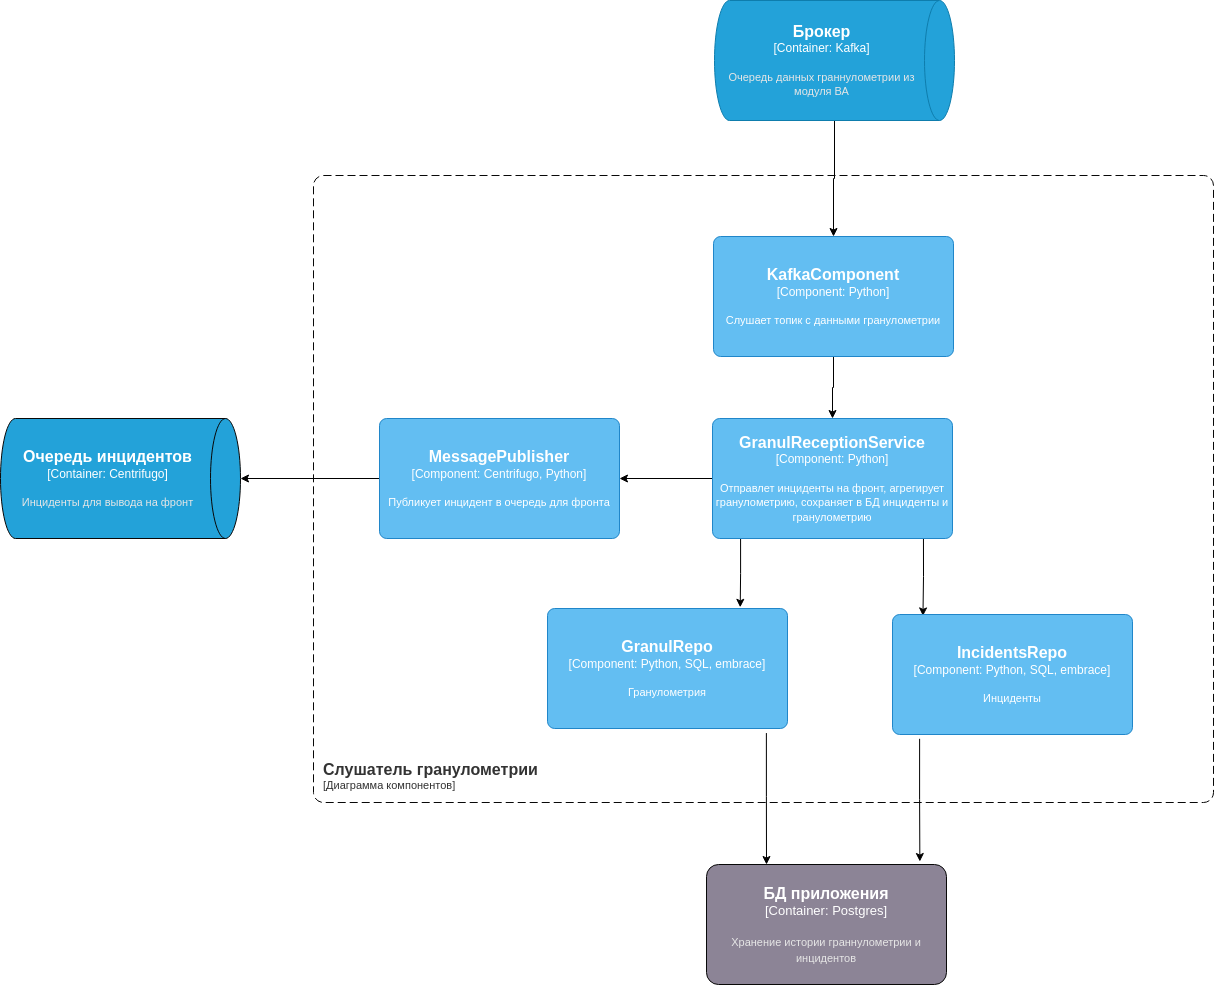 Брокер
[Container: Kafka]
Очередь данных граннулометрии из
модуля ВА
KafkaComponent
[Component: Python]
Слушает топик с данными гранулометрии
Очередь инцидентов
[Container: Centrifugo]
Инциденты для вывода на фронт
MessagePublisher
[Component: Centrifugo, Python]
Публикует инцидент в очередь для фронта
GranulReceptionService
[Component: Python]
Отправлет инциденты на фронт, агрегирует
гранулометрию, сохраняет в БД инциденты и
гранулометрию
GranulRepo
[Component: Python, SQL, embrace]
Гранулометрия
IncidentsRepo
[Component: Python, SQL, embrace]
Инциденты
Слушатель гранулометрии
[Диаграмма компонентов]
БД приложения
[Container: Postgres]
Хранение истории граннулометрии и
инцидентов